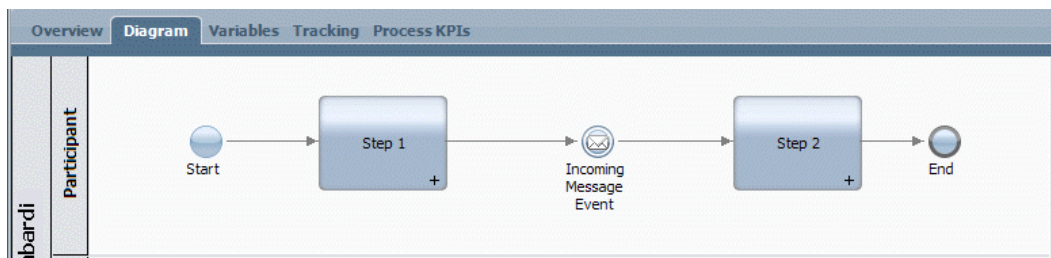 Overview Diagram Variables Tracking Process KPIs
Participant
Start
Step 1
+
Incoming
Message
Event
Step 2
+
End